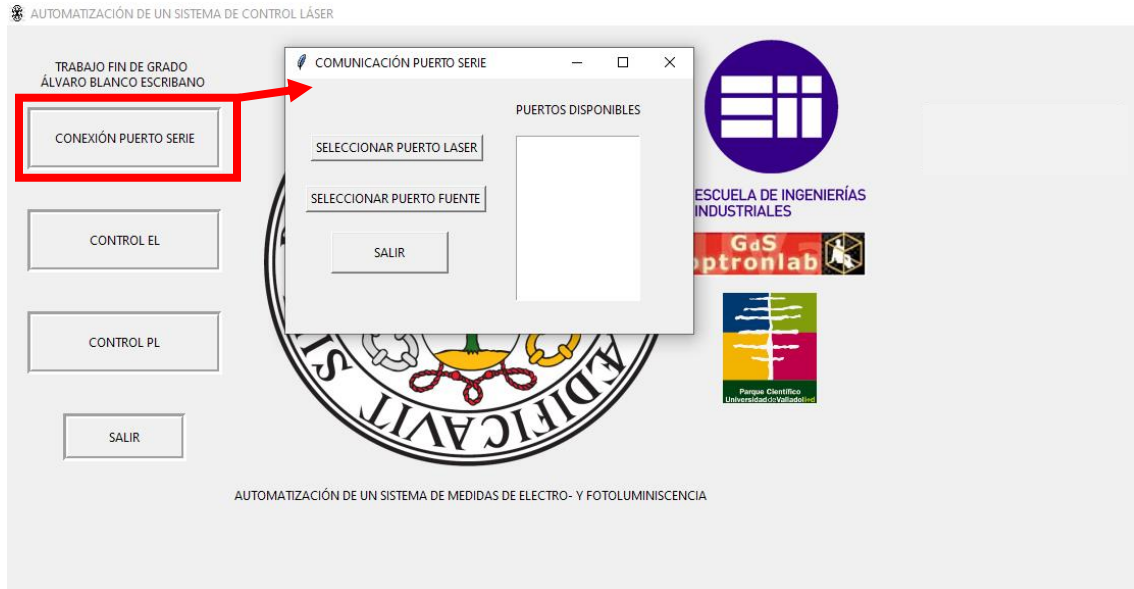 AUTOMATIZACIÓN DE UN SISTEMA DE CONTROL LÁSER
TRABAJO FIN DE GRADO
ÁLVARO BLANCO ESCRIBANO
CONEXIÓN PUERTO SERIE
CONTROL EL
CONTROL PL
SALIR
COMUNICACIÓN PUERTO SERIE
PUERTOS DISPONIBLES
SELECCIONAR PUERTO LASER
SELECCIONAR PUERTO FUENTE
SALIR
ESCUELA DE INGENIERÍAS
INDUSTRIALES
GdS
optronlab
Parque Científico
Universidad de Valladolid
ÆDIFICAVIT
AUTOMATIZACIÓN DE UN SISTEMA DE MEDIDAS DE ELECTRO- Y FOTOLUMINISCENCIA